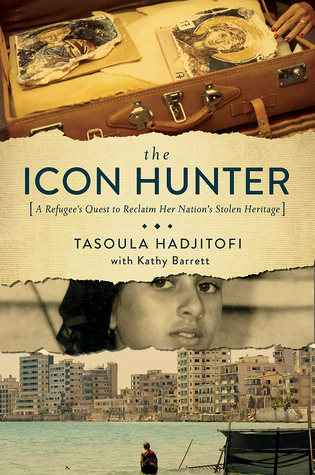 the
ICON HUNTER
[A Refugee's Quest to Reclaim Her Nation's Stolen Heritage]
TASOULA HADJITOFI
with Kathy Barrett